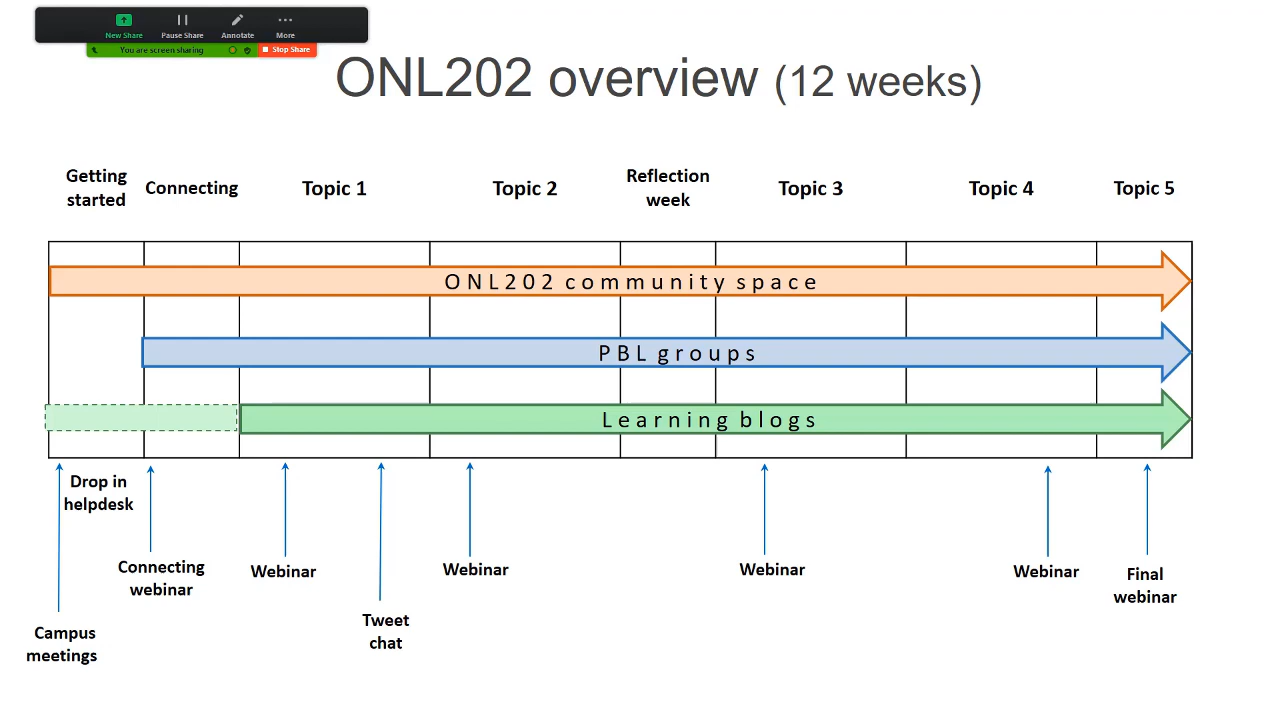 New Share
Pause Share
Annotate
More
You are screen sharing
Stop Share
ONL202 overview (12 weeks)
Getting
started
Connecting
Topic 1
Topic 2
Reflection
week
Topic 3
Topic 4
Topic 5
ONL202 community space
PBL groups
Learning blogs
Drop in
helpdesk
Connecting
webinar
Webinar
Webinar
Webinar
Webinar
Final
webinar
Tweet
chat
Campus
meetings